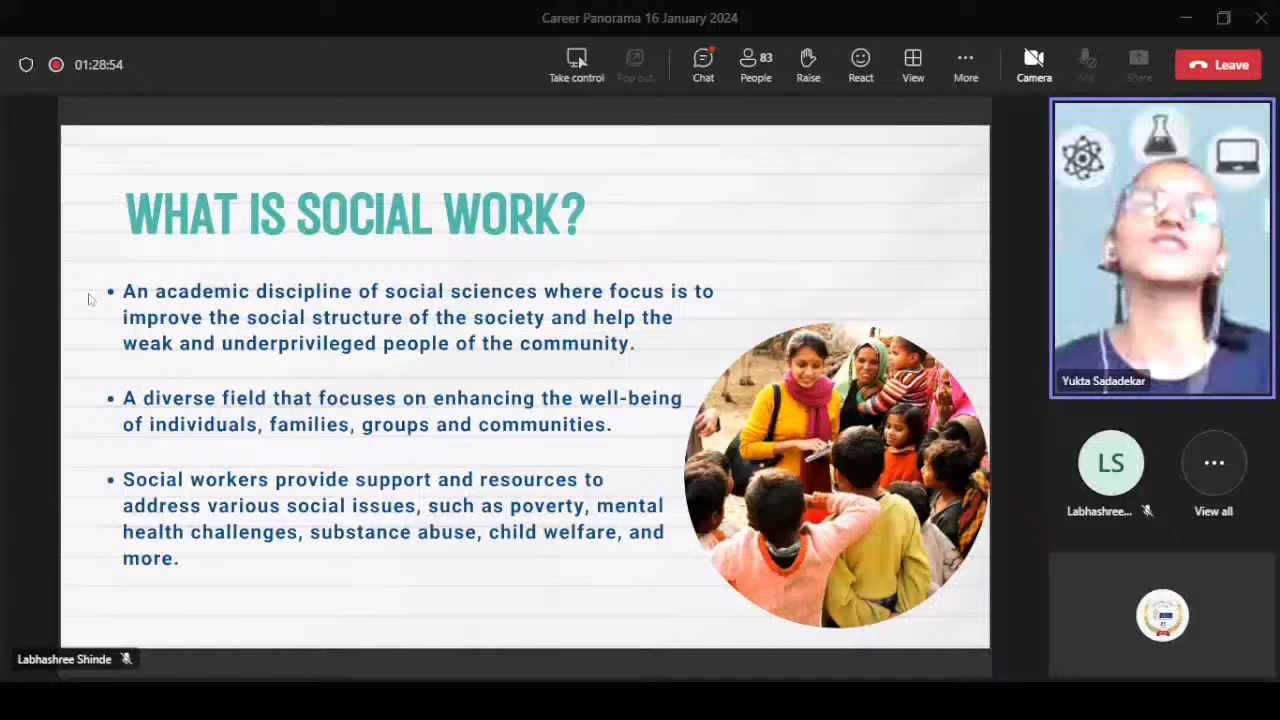 Career Panorama 16 January 2024
01:28:54
Take control
Pop out
Chat
83
People
Raise
React
View
More
Camera
Mic
Share
Leave
WHAT IS SOCIAL WORK?
• An academic discipline of social sciences where focus is to
improve the social structure of the society and help the
weak and underprivileged people of the community.
• A diverse field that focuses on enhancing the well-being
of individuals, families, groups and communities.
• Social workers provide support and resources to
address various social issues, such as poverty, mental
health challenges, substance abuse, child welfare, and
more.
Yukta Sadadekar
LS
Labhashree...
View all
Labhashree Shinde